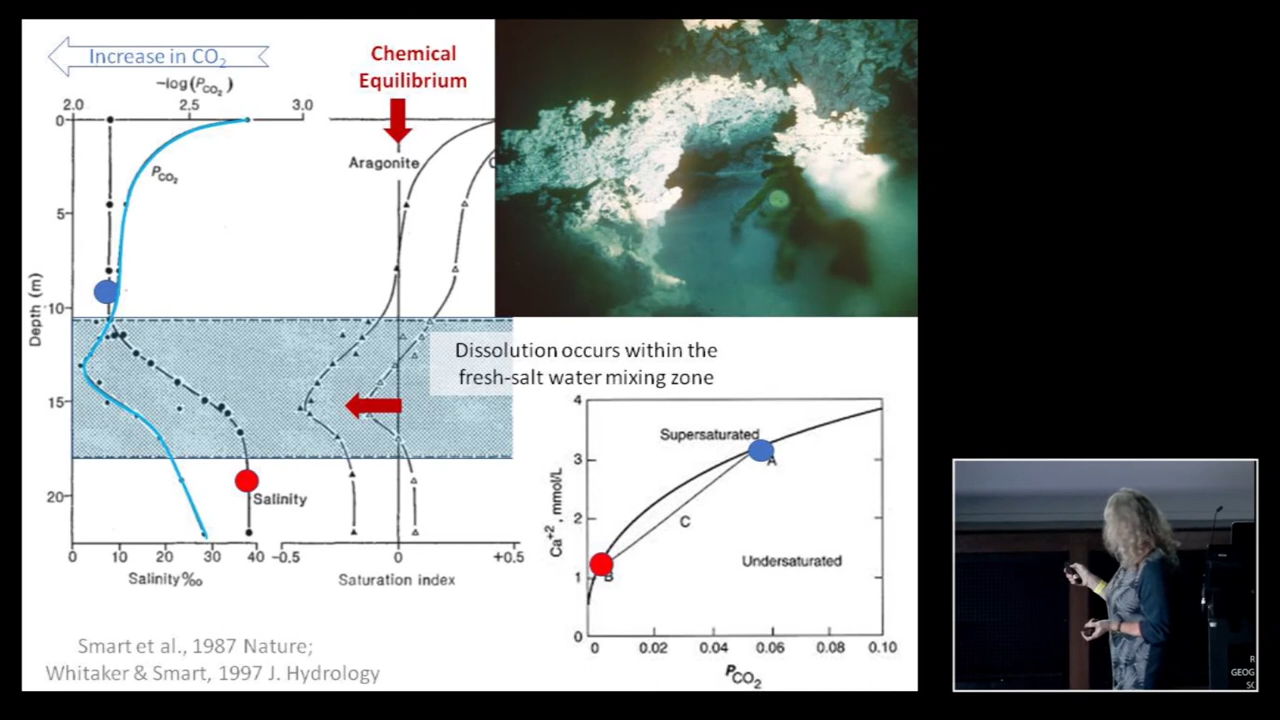 Increase in CO2
−log(PCO2)
2.0 2.5 3.0
Chemical
Equilibrium
Aragonite
PCO2
0
5
10
15
20
Depth (m)
Salinity
0 10 20 30 40
Salinity ‰
−0.5 0 +0.5
Saturation index
Dissolution occurs within the
fresh-salt water mixing zone
4
3
2
1
0
Ca+2, mmol/L
Supersaturated
A
C
B
Undersaturated
0 0.02 0.04 0.06 0.08 0.10
PCO2
Smart et al., 1987 Nature;
Whitaker & Smart, 1997 J. Hydrology
R
GEOG